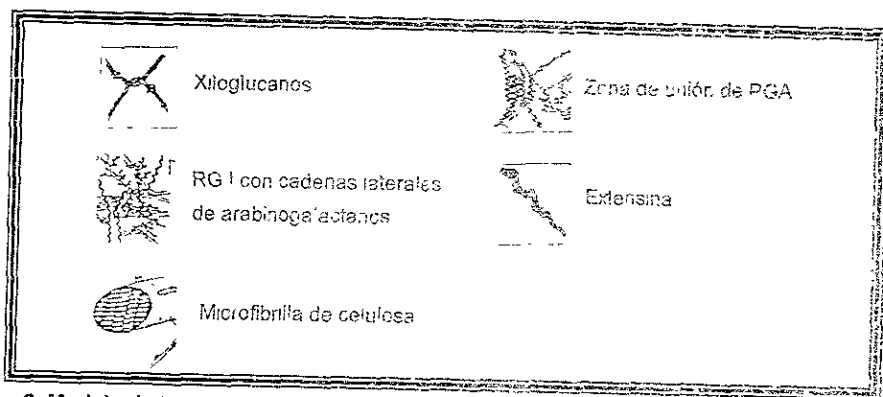 Xiloglucanos
Zona de unión de PGA
RG I con cadenas laterales
de arabinogalactanos
Extensina
Microfibrilla de celulosa